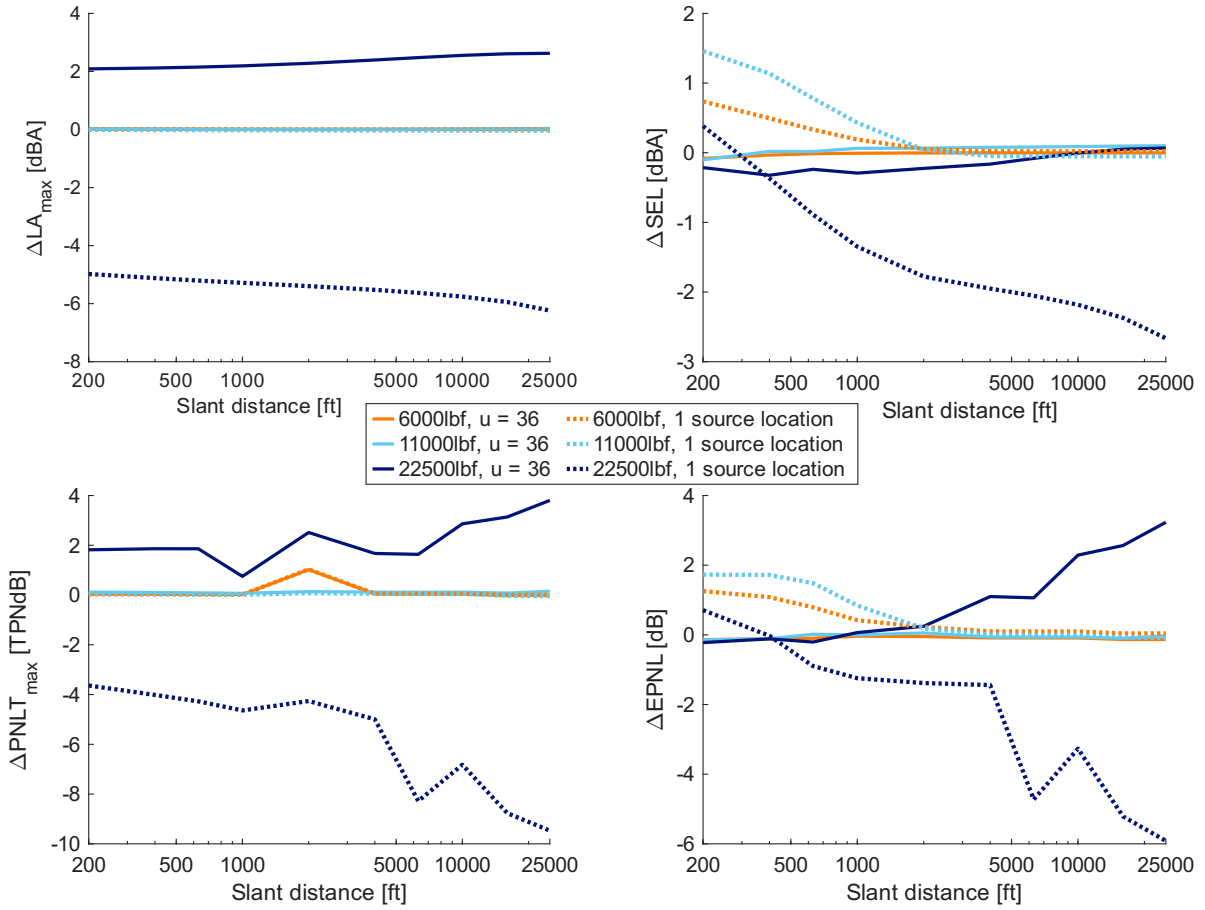 4
2
0
-2
-4
-6
-8
ΔLAmax [dBA]
200 500 1000 5000 10000 25000
Slant distance [ft]
2
1
0
-1
-2
-3
ΔSEL [dBA]
200 500 1000 5000 10000 25000
Slant distance [ft]
6000lbf, u = 36 6000lbf, 1 source location
11000lbf, u = 36 11000lbf, 1 source location
22500lbf, u = 36 22500lbf, 1 source location
4
2
0
-2
-4
-6
-8
-10
ΔPNLTmax [TPNdB]
200 500 1000 5000 10000 25000
Slant distance [ft]
4
2
0
-2
-4
-6
ΔEPNL [dB]
200 500 1000 5000 10000 25000
Slant distance [ft]